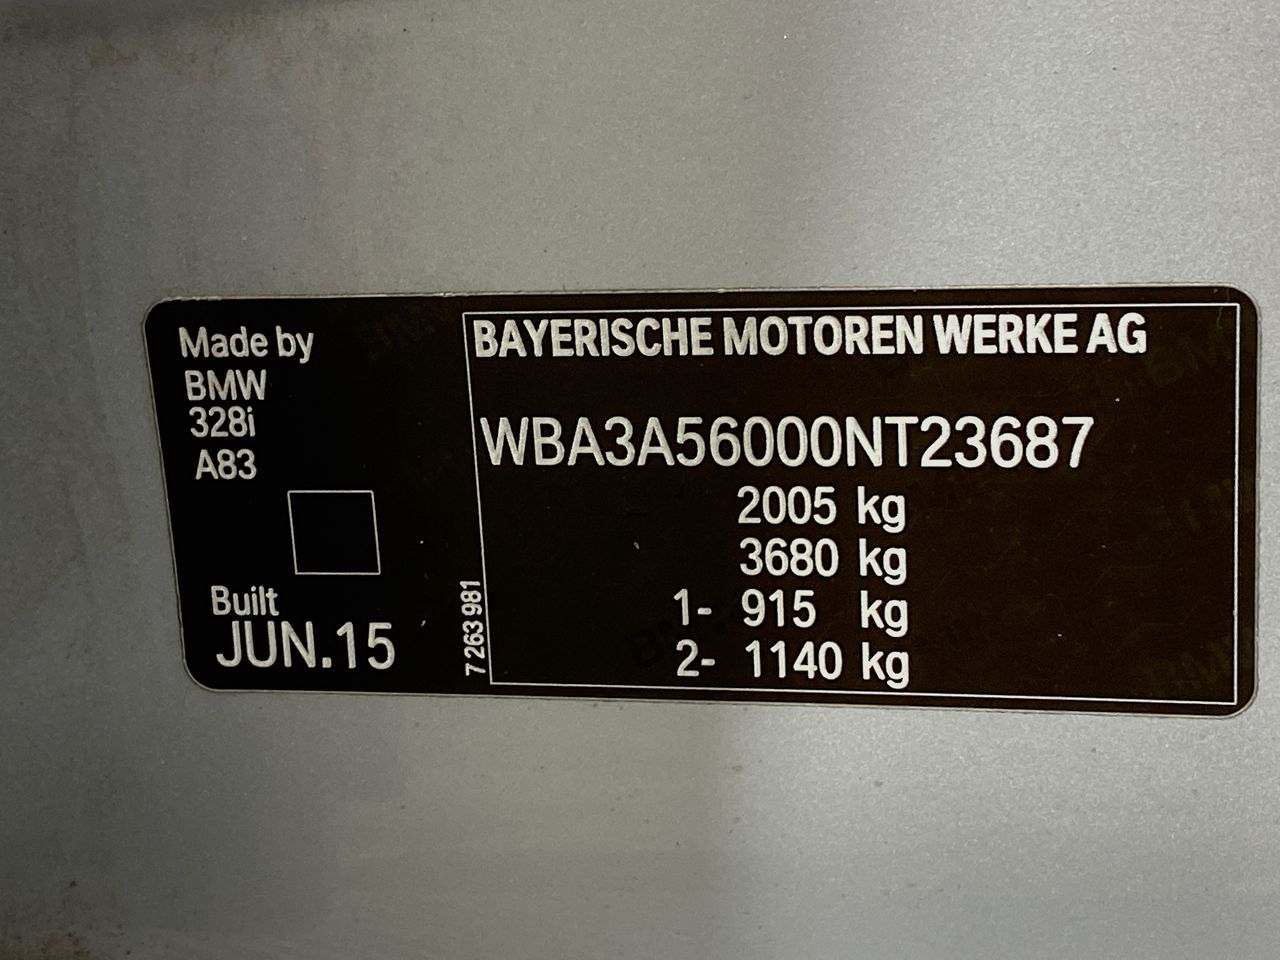 Made by
BMW
328i
A83
Built
JUN.15
7 263 981
BAYERISCHE MOTOREN WERKE AG
WBA3A56000NT23687
2005 kg
3680 kg
1- 915 kg
2- 1140 kg